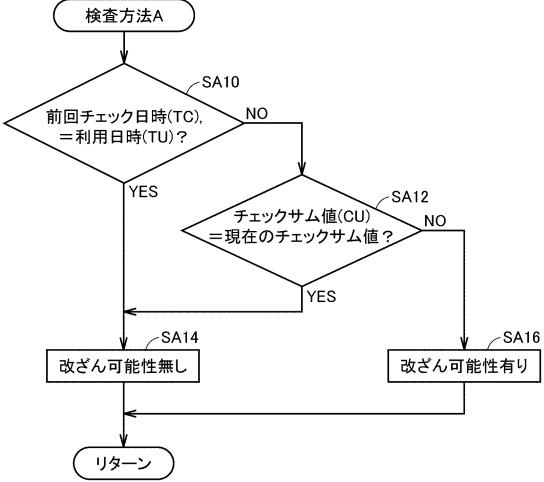 検査方法A
SA10
前回チェック日時(TC),
=利用日時(TU)?
NO
YES
SA12
チェックサム値(CU)
=現在のチェックサム値?
NO
YES
SA14
改ざん可能性無し
SA16
改ざん可能性有り
リターン